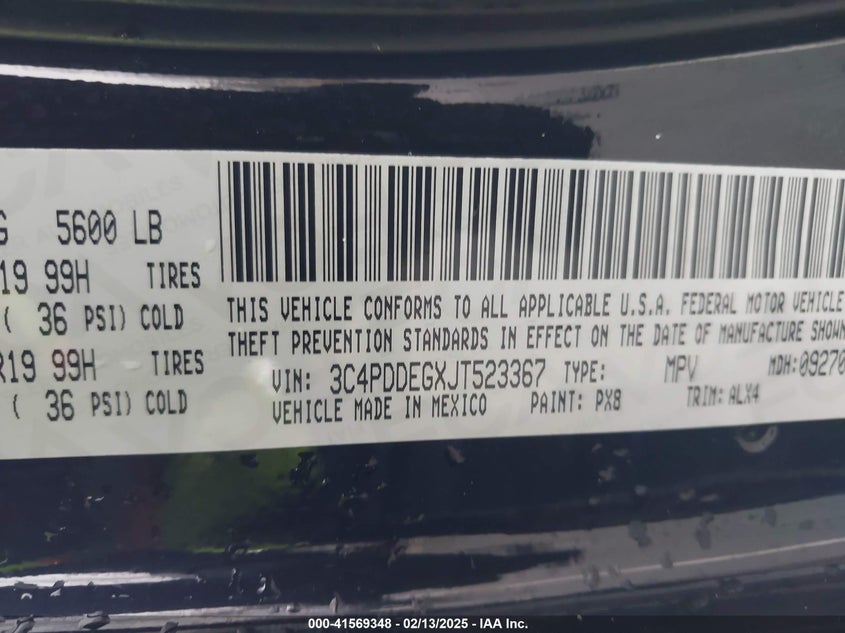 G 5600 LB
R19 99H TIRES
( 36 PSI) COLD
R19 99H TIRES
( 36 PSI) COLD
THIS VEHICLE CONFORMS TO ALL APPLICABLE U.S.A. FEDERAL MOTOR VEHICLE
THEFT PREVENTION STANDARDS IN EFFECT ON THE DATE OF MANUFACTURE SHOWN
VIN: 3C4PDDEGXJT523367 TYPE: MPV MDH: 09270
VEHICLE MADE IN MEXICO PAINT: PX8 TRIM: ALX4
000-41569348 - 02/13/2025 - IAA Inc.